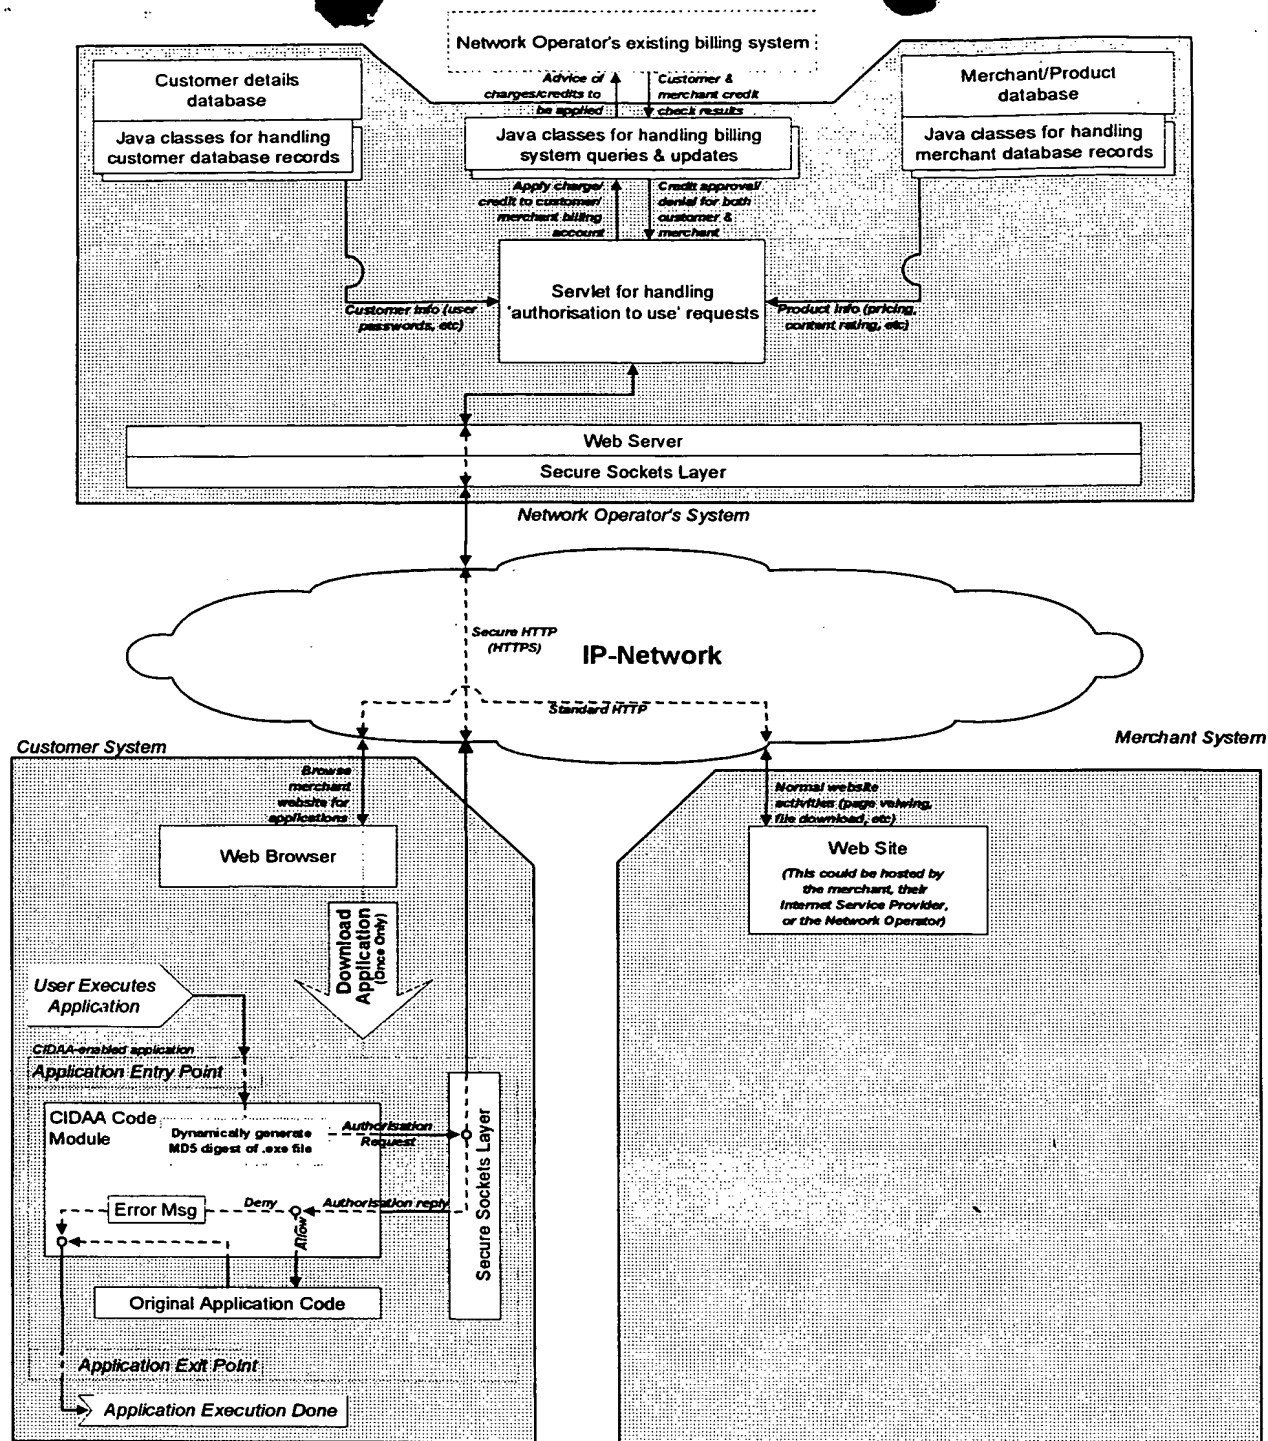 Network Operator's existing billing system
Customer details
database
Java classes for handling
customer database records
Advice of
charges/credits to
be applied
Customer &
merchant credit
check results
Merchant/Product
database
Java classes for handling
merchant database records
Java classes for handling billing
system queries & updates
Apply charge/
credit to customer/
merchant billing
account
Credit approval/
denial for both
customer &
merchant
Servlet for handling
'authorisation to use' requests
Customer info (user
passwords, etc)
Product info (pricing,
content rating, etc)
Web Server
Secure Sockets Layer
Network Operator's System
Secure HTTP
(HTTPS)
IP-Network
Standard HTTP
Customer System
Merchant System
Browse
merchant
website for
applications
Normal website
activities (page veiwing,
file download, etc)
Web Browser
Web Site
(This could be hosted by
the merchant, their
Internet Service Provider,
or the Network Operator)
Download
Application
(Once Only)
User Executes
Application
CIDAA-enabled application
Application Entry Point
CIDAA Code
Module
Dynamically generate
MD5 digest of .exe file
Authorisation
Request
Secure Sockets Layer
Error Msg
Deny
Authorisation reply
Allow
Original Application Code
Application Exit Point
Application Execution Done